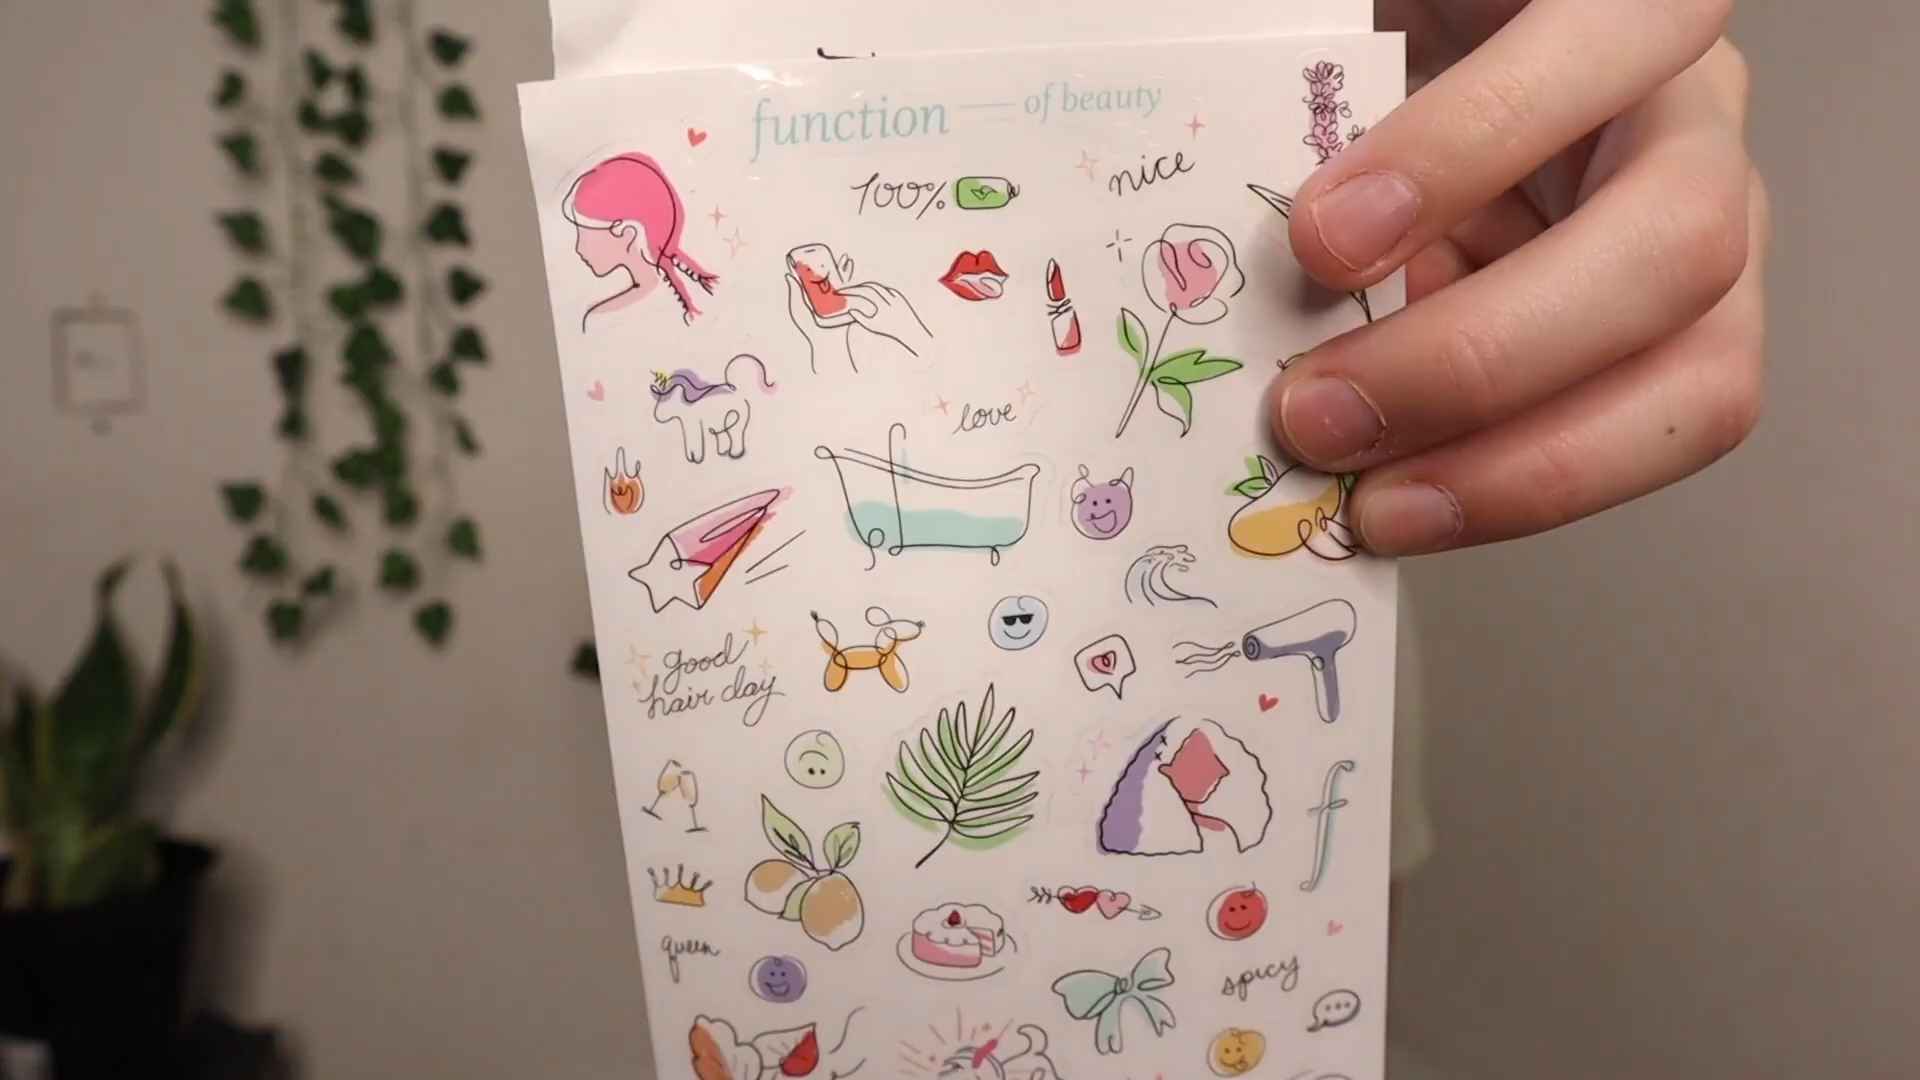 function — of beauty
100%
nice
love
good
hair day
f
queen
spicy